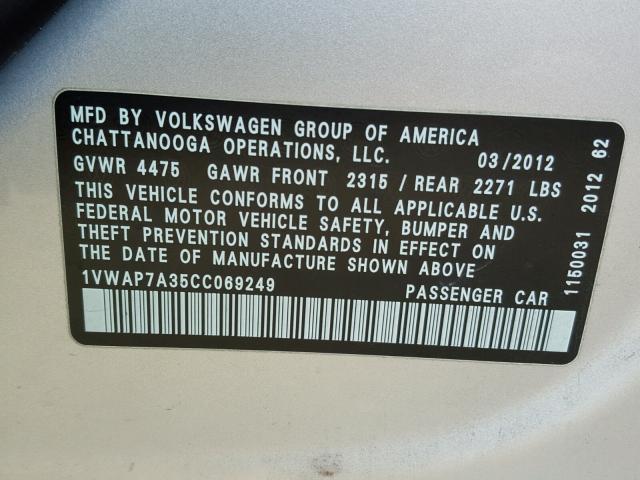 MFD BY VOLKSWAGEN GROUP OF AMERICA
CHATTANOOGA OPERATIONS, LLC. 03/2012
GVWR 4475 GAWR FRONT 2315 / REAR 2271 LBS
THIS VEHICLE CONFORMS TO ALL APPLICABLE U.S.
FEDERAL MOTOR VEHICLE SAFETY, BUMPER AND
THEFT PREVENTION STANDARDS IN EFFECT ON
THE DATE OF MANUFACTURE SHOWN ABOVE
1VWAP7A35CC069249 PASSENGER CAR
1150031 2012 62